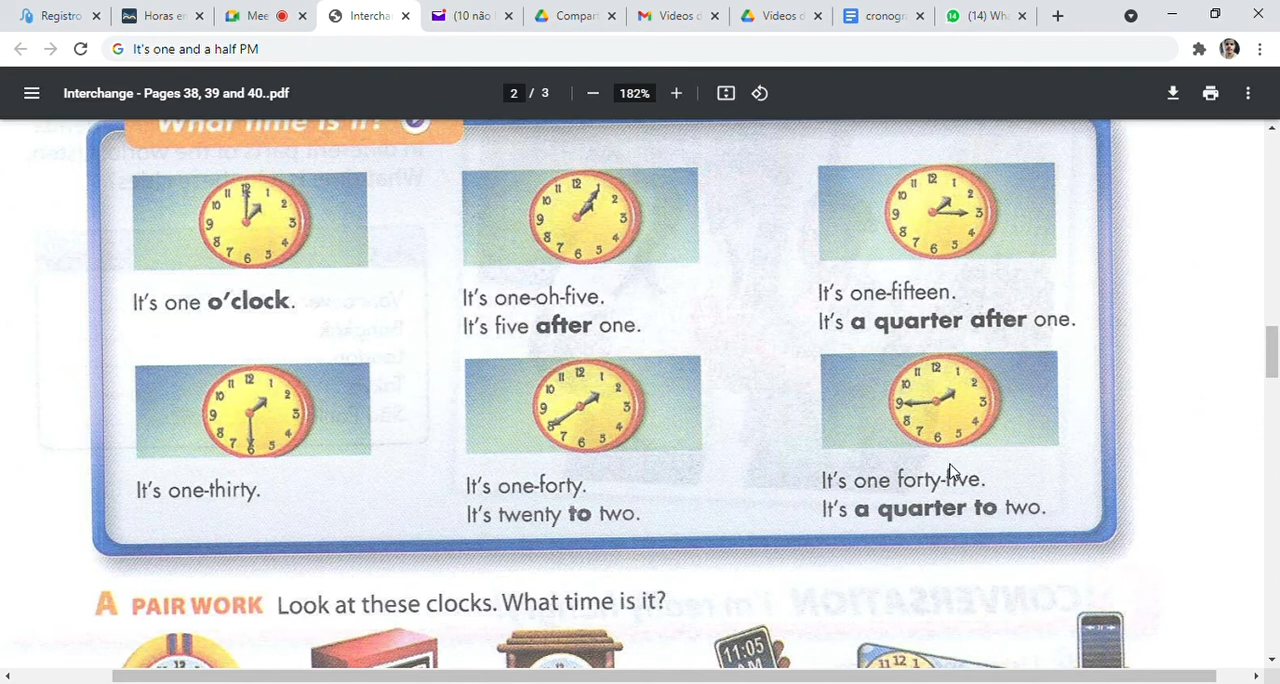 Registro
Horas en
Mee
Intercha
(10 não
Compart
Videos d
Videos d
cronogr
(14) Wh
It's one and a half PM
Interchange - Pages 38, 39 and 40..pdf
2 / 3
182%
What time is it?
It's one o'clock.
It's one-oh-five.
It's five after one.
It's one-fifteen.
It's a quarter after one.
It's one-thirty.
It's one-forty.
It's twenty to two.
It's one forty-five.
It's a quarter to two.
A PAIR WORK Look at these clocks. What time is it?
11:05
AM